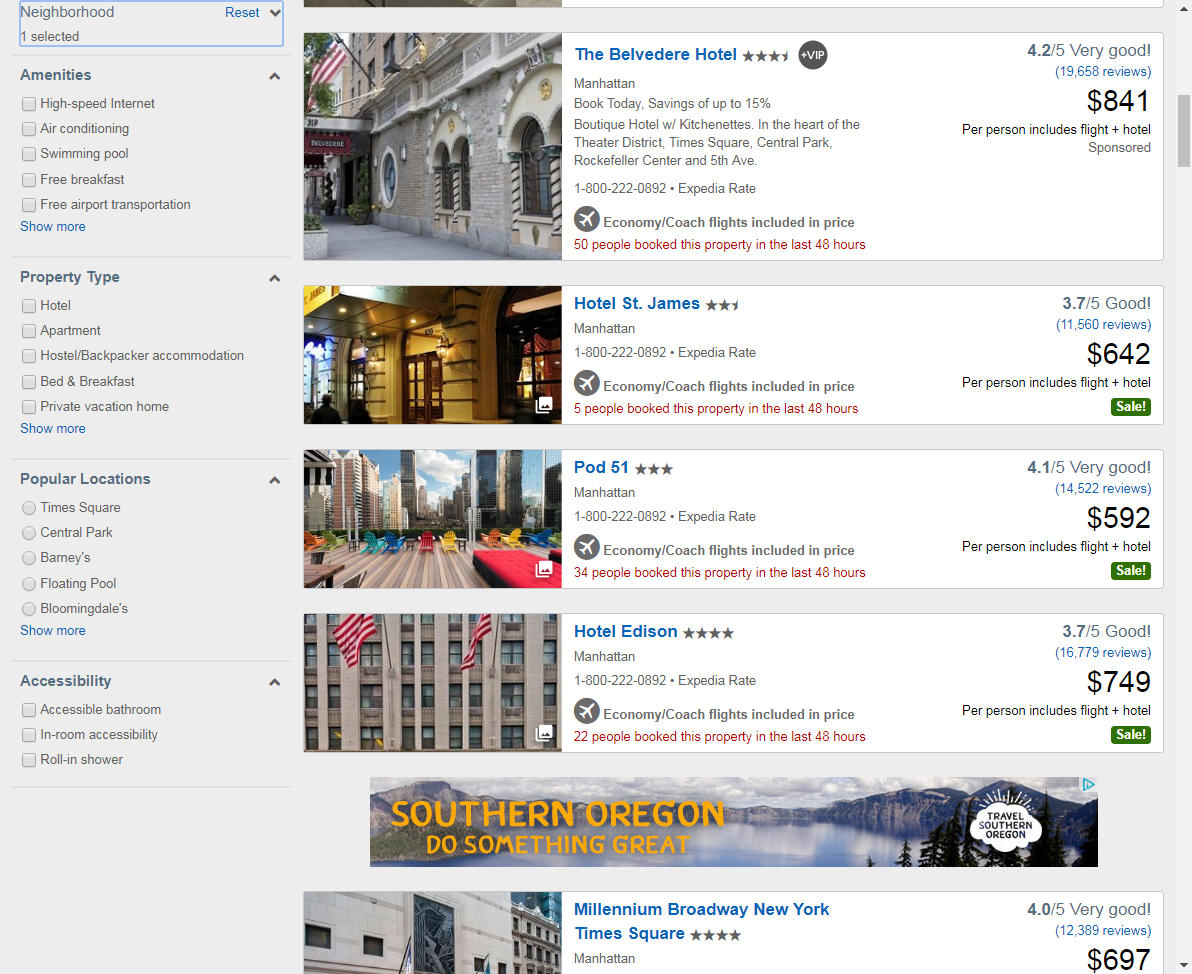 Neighborhood Reset
1 selected
Amenities
High-speed Internet
Air conditioning
Swimming pool
Free breakfast
Free airport transportation
Show more
Property Type
Hotel
Apartment
Hostel/Backpacker accommodation
Bed & Breakfast
Private vacation home
Show more
Popular Locations
Times Square
Central Park
Barney's
Floating Pool
Bloomingdale's
Show more
Accessibility
Accessible bathroom
In-room accessibility
Roll-in shower
319
BELVEDERE
The Belvedere Hotel +VIP
Manhattan
Book Today, Savings of up to 15%
Boutique Hotel w/ Kitchenettes. In the heart of the
Theater District, Times Square, Central Park,
Rockefeller Center and 5th Ave.
1-800-222-0892 • Expedia Rate
Economy/Coach flights included in price
50 people booked this property in the last 48 hours
4.2/5 Very good!
(19,658 reviews)
$841
Per person includes flight + hotel
Sponsored
109
Hotel St. James
Manhattan
1-800-222-0892 • Expedia Rate
Economy/Coach flights included in price
5 people booked this property in the last 48 hours
3.7/5 Good!
(11,560 reviews)
$642
Per person includes flight + hotel
Sale!
Pod 51
Manhattan
1-800-222-0892 • Expedia Rate
Economy/Coach flights included in price
34 people booked this property in the last 48 hours
4.1/5 Very good!
(14,522 reviews)
$592
Per person includes flight + hotel
Sale!
Hotel Edison
Manhattan
1-800-222-0892 • Expedia Rate
Economy/Coach flights included in price
22 people booked this property in the last 48 hours
3.7/5 Good!
(16,779 reviews)
$749
Per person includes flight + hotel
Sale!
SOUTHERN OREGON
DO SOMETHING GREAT
TRAVEL
SOUTHERN
OREGON
Millennium Broadway New York
Times Square
Manhattan
4.0/5 Very good!
(12,389 reviews)
$697